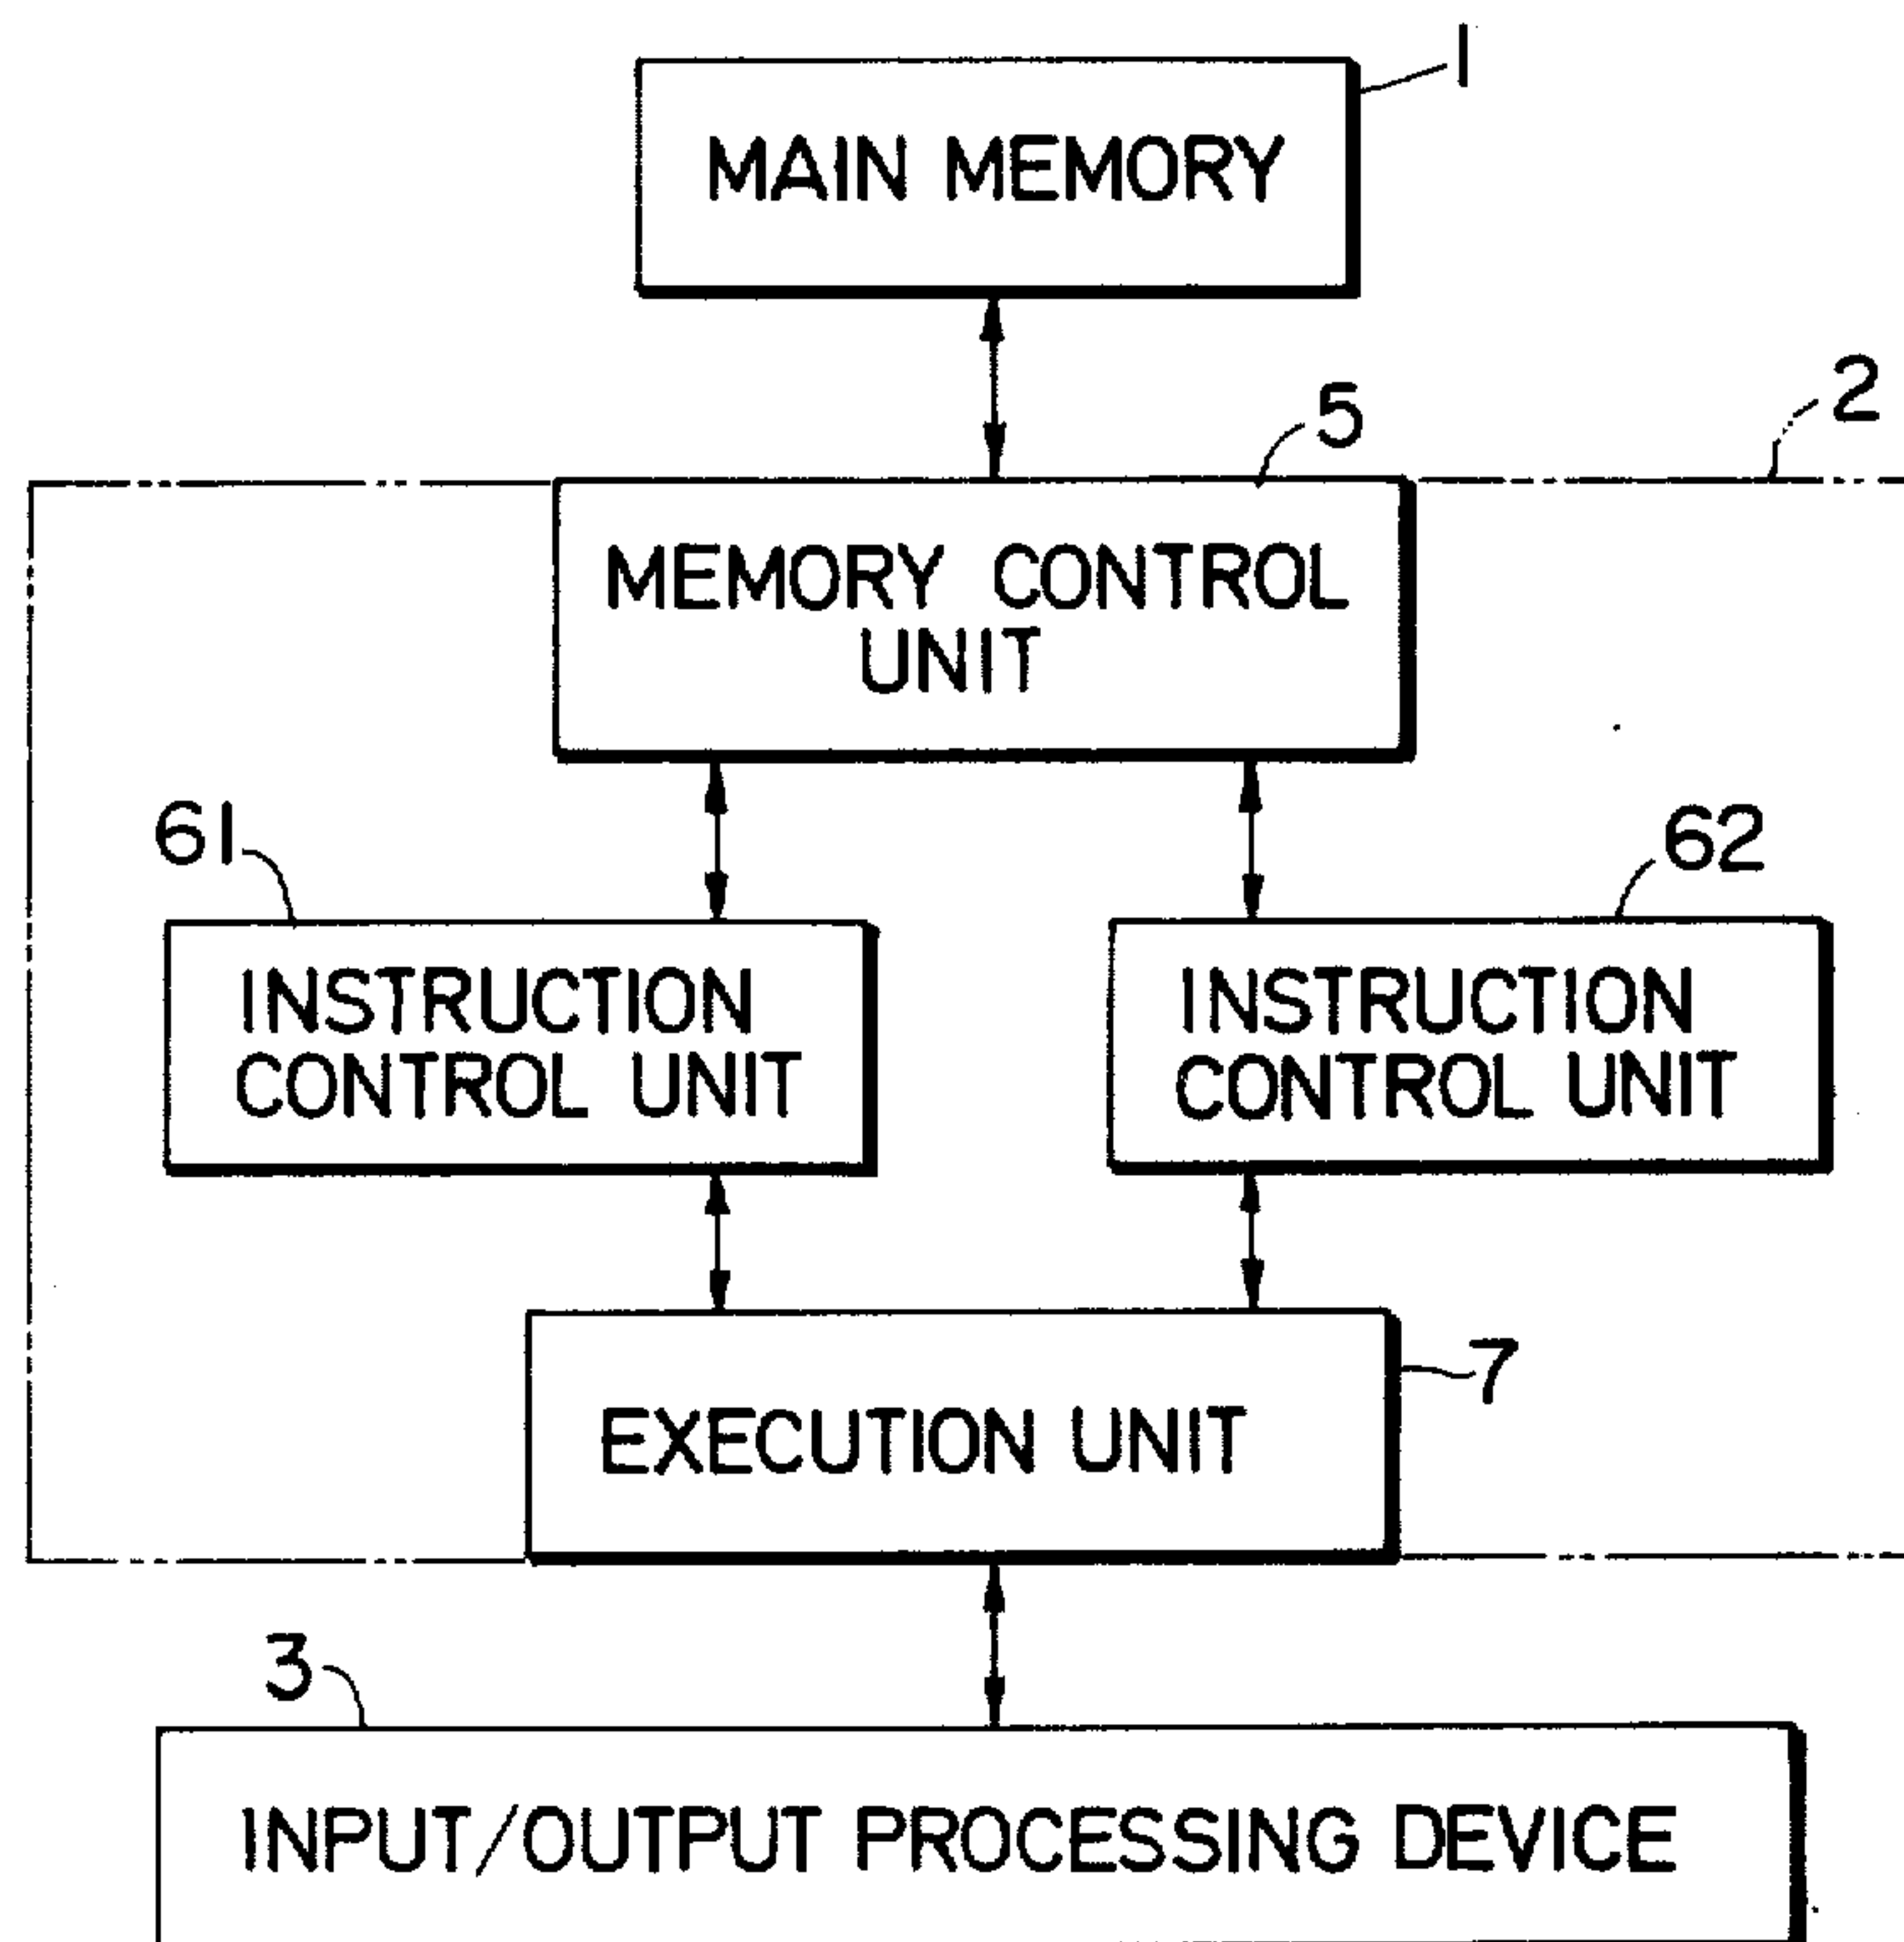 1
MAIN MEMORY
2
5
MEMORY CONTROL
UNIT
61
62
INSTRUCTION
CONTROL UNIT
INSTRUCTION
CONTROL UNIT
7
EXECUTION UNIT
3
INPUT/OUTPUT PROCESSING DEVICE